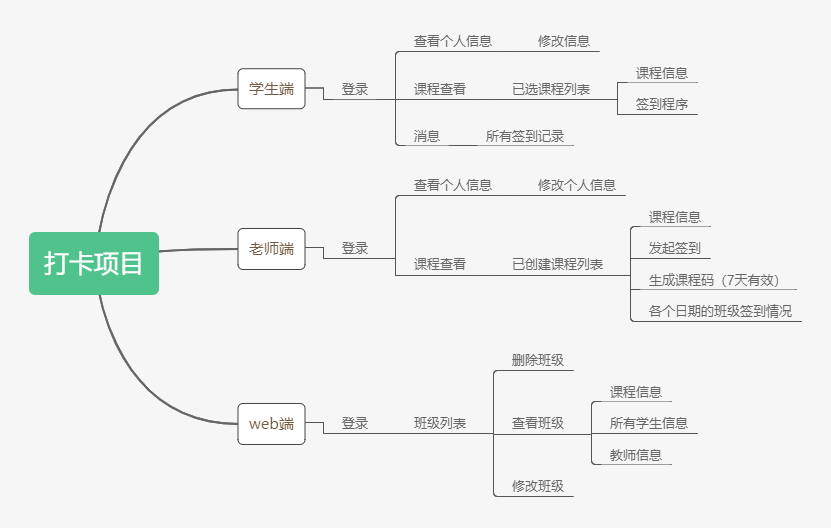 打卡项目
学生端
登录
查看个人信息
修改信息
课程查看
已选课程列表
课程信息
签到程序
消息
所有签到记录
老师端
登录
查看个人信息
修改个人信息
课程查看
已创建课程列表
课程信息
发起签到
生成课程码（7天有效）
各个日期的班级签到情况
web端
登录
班级列表
删除班级
查看班级
课程信息
所有学生信息
教师信息
修改班级